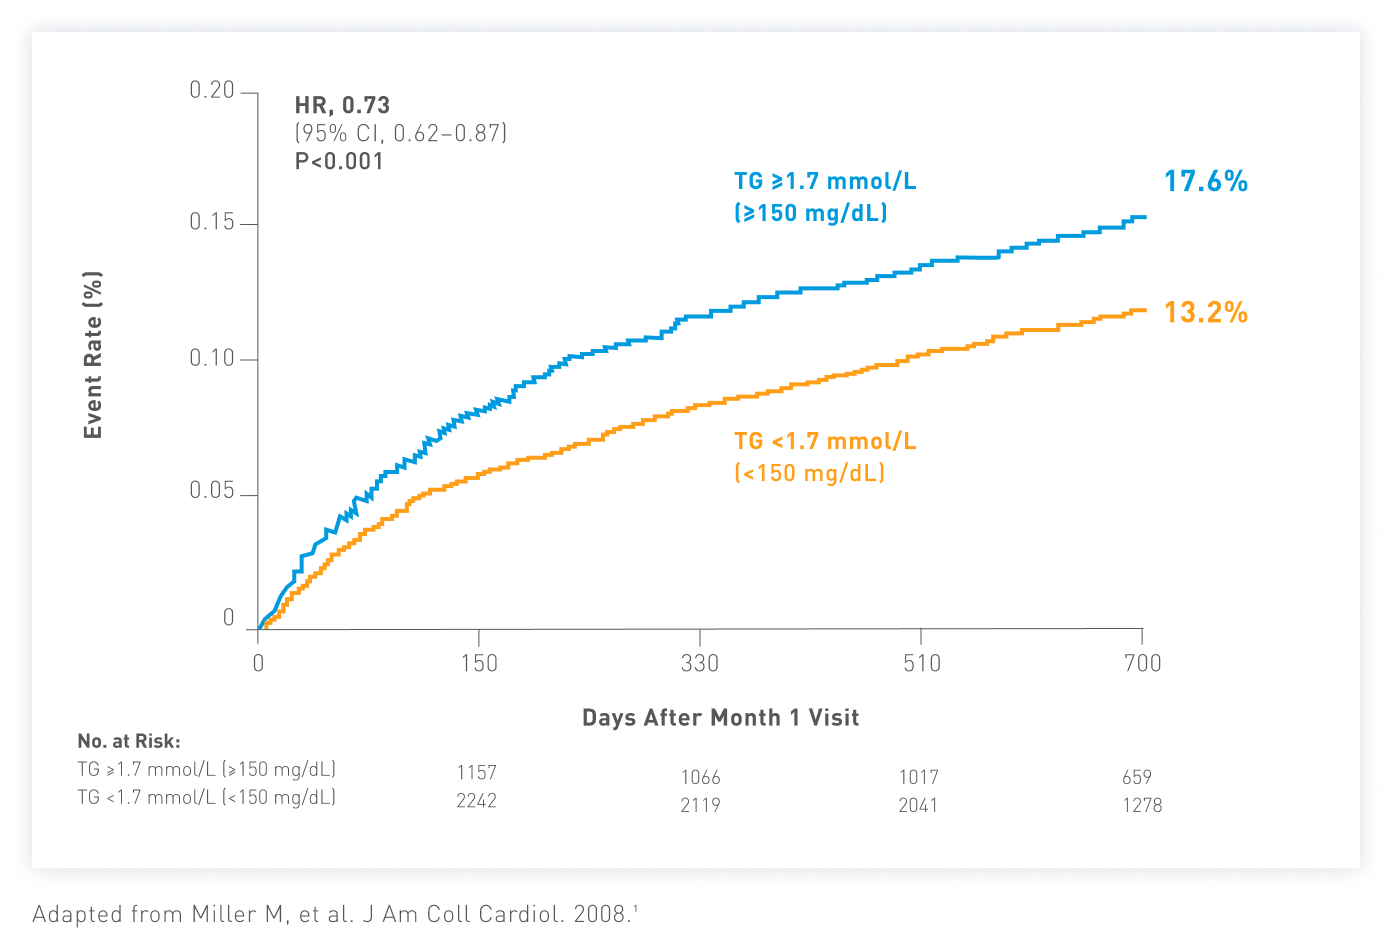 0.20
HR, 0.73
(95% CI, 0.62–0.87)
P<0.001
TG ⩾1.7 mmol/L
(⩾150 mg/dL)
17.6%
0.15
Event Rate (%)
13.2%
0.10
TG <1.7 mmol/L
(<150 mg/dL)
0.05
0
0 150 330 510 700
Days After Month 1 Visit
No. at Risk:
TG ⩾1.7 mmol/L (⩾150 mg/dL) 1157 1066 1017 659
TG <1.7 mmol/L (<150 mg/dL) 2242 2119 2041 1278
Adapted from Miller M, et al. J Am Coll Cardiol. 2008.¹